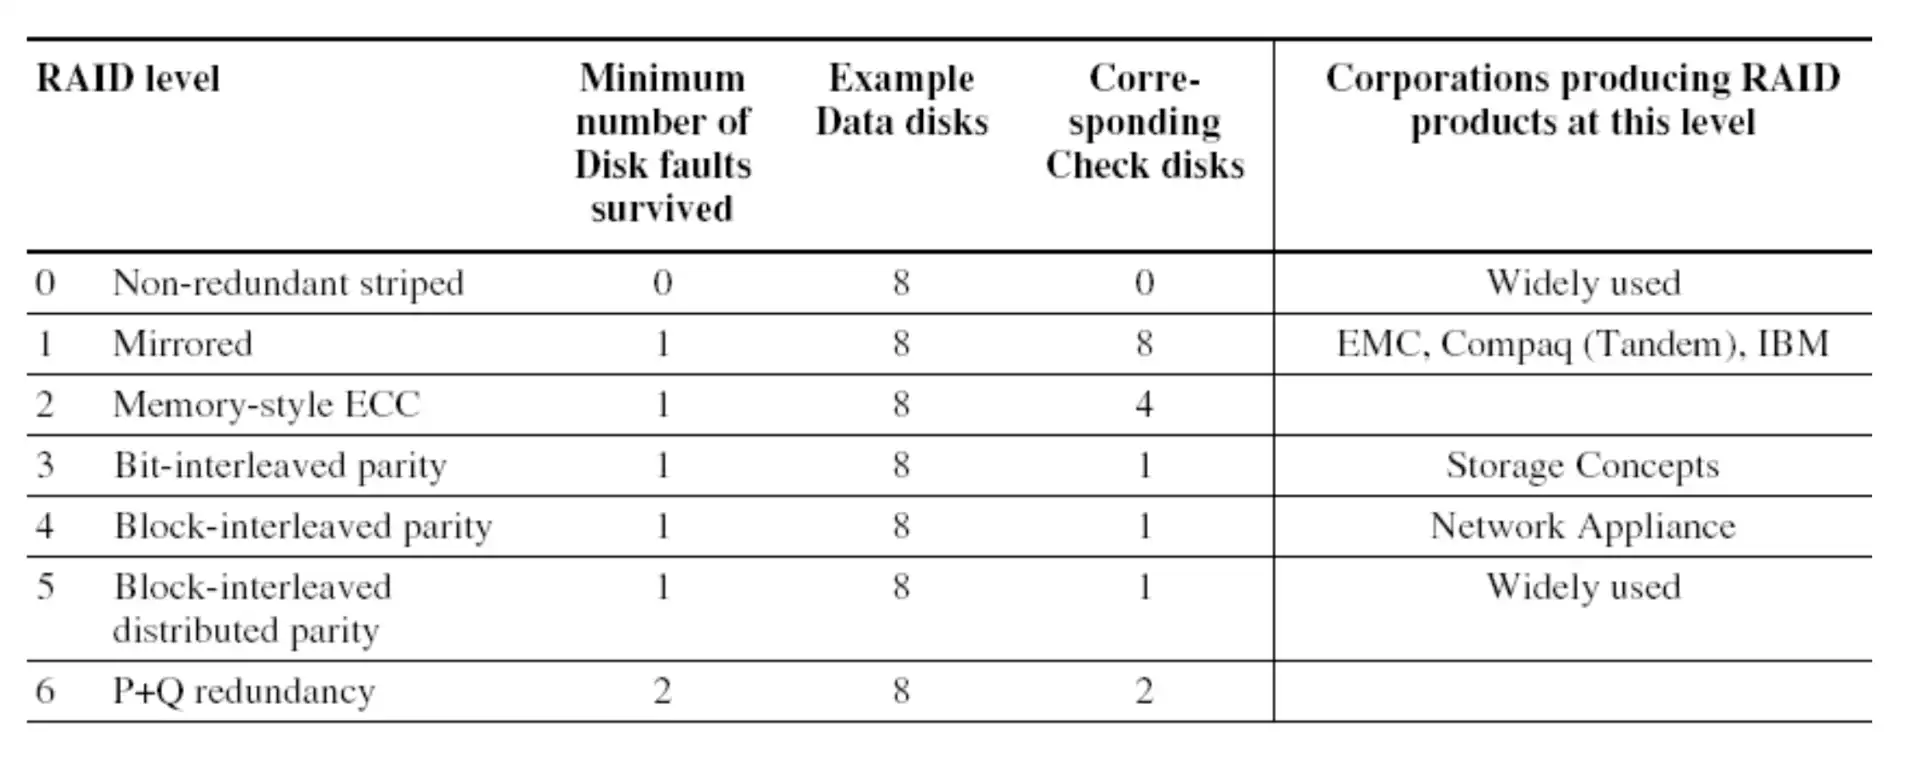 RAID level Minimum number of Disk faults survived Example Data disks Corre-sponding Check disks Corporations producing RAID products at this level
0 Non-redundant striped 0 8 0 Widely used
1 Mirrored 1 8 8 EMC, Compaq (Tandem), IBM
2 Memory-style ECC 1 8 4
3 Bit-interleaved parity 1 8 1 Storage Concepts
4 Block-interleaved parity 1 8 1 Network Appliance
5 Block-interleaved 1 8 1 Widely used
distributed parity
6 P+Q redundancy 2 8 2